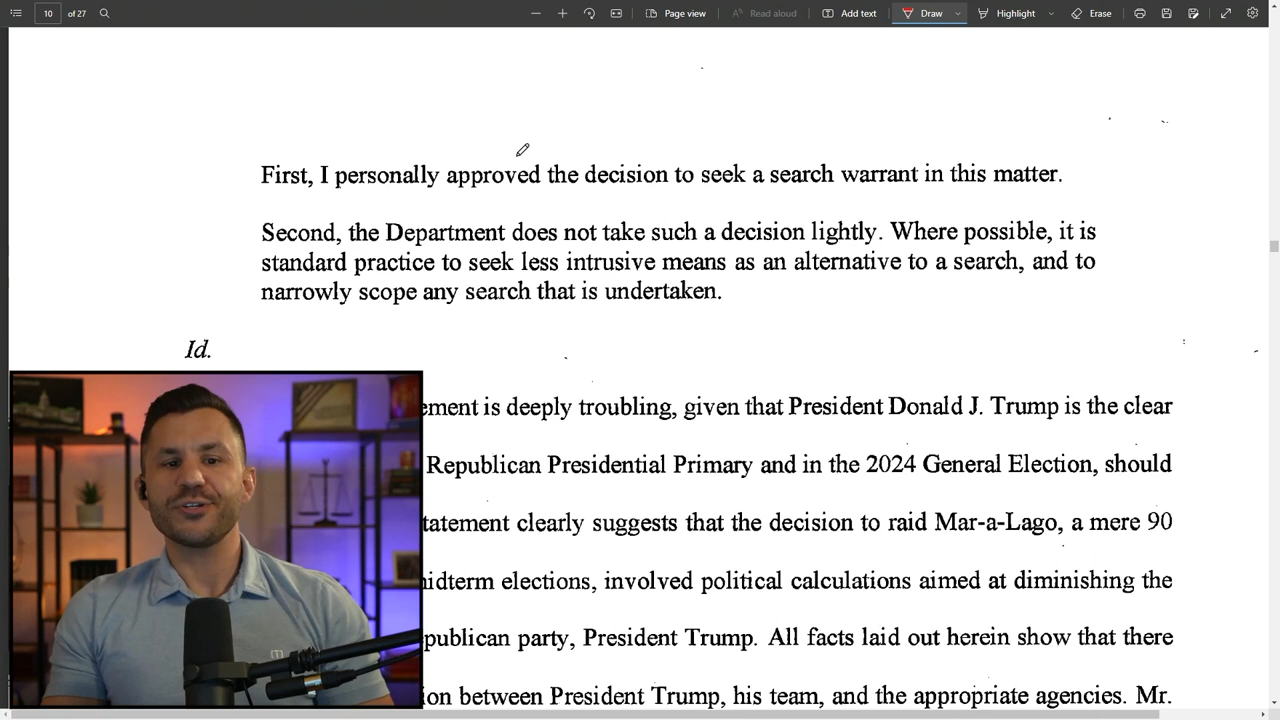 10 of 27 Page view Read aloud Add text Draw Highlight Erase
First, I personally approved the decision to seek a search warrant in this matter.
Second, the Department does not take such a decision lightly. Where possible, it is
standard practice to seek less intrusive means as an alternative to a search, and to
narrowly scope any search that is undertaken.
Id.
ement is deeply troubling, given that President Donald J. Trump is the clear
Republican Presidential Primary and in the 2024 General Election, should
tatement clearly suggests that the decision to raid Mar-a-Lago, a mere 90
idterm elections, involved political calculations aimed at diminishing the
publican party, President Trump. All facts laid out herein show that there
ion between President Trump, his team, and the appropriate agencies. Mr.